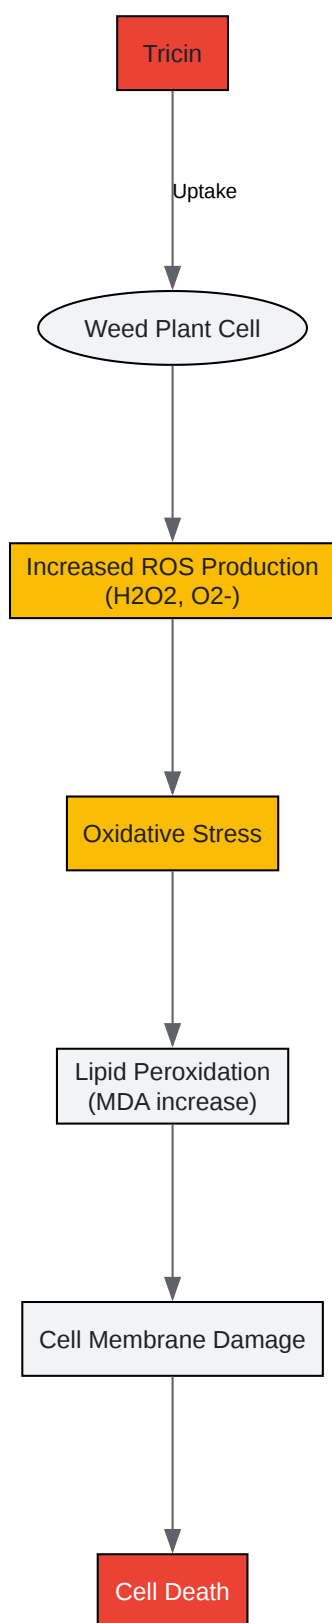 Tricin
Uptake
Weed Plant Cell
Increased ROS Production
(H2O2, O2-)
Oxidative Stress
Lipid Peroxidation
(MDA increase)
Cell Membrane Damage
Cell Death